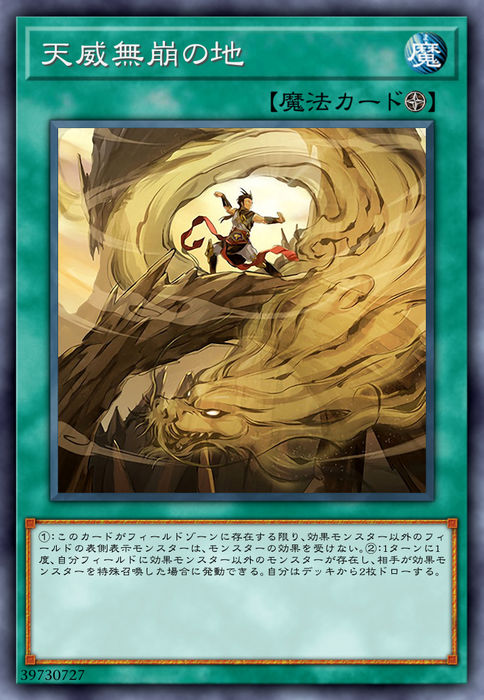 天威無崩の地
魔
【魔法カード】
①:このカードがフィールドゾーンに存在する限り、効果モンスター以外のフィ
ールドの表側表示モンスターは、モンスターの効果を受けない。②:1ターンに1
度、自分フィールドに効果モンスター以外のモンスターが存在し、相手が効果モ
ンスターを特殊召喚した場合に発動できる。自分はデッキから2枚ドローする。
39730727